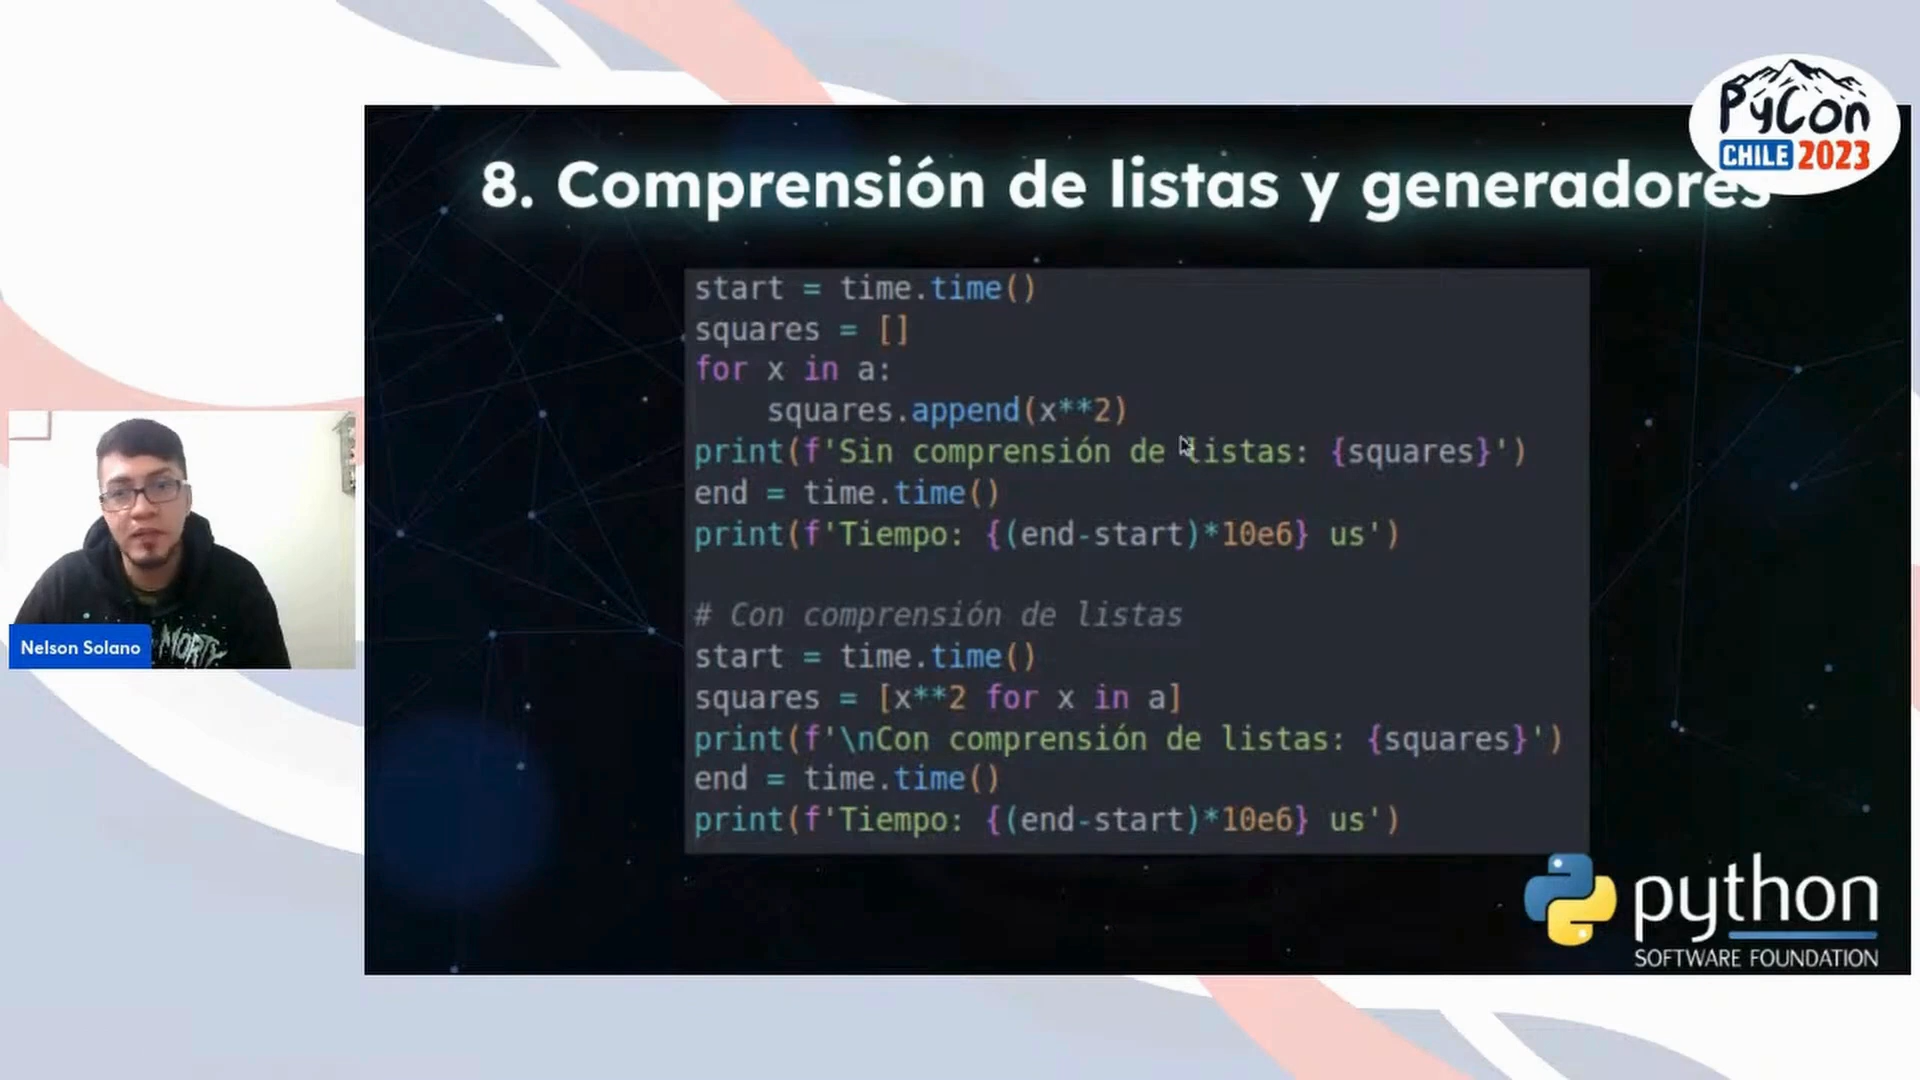 PyCon
CHILE 2023
8. Comprensión de listas y generadores
start = time.time()
squares = []
for x in a:
    squares.append(x**2)
print(f'Sin comprensión de listas: {squares}')
end = time.time()
print(f'Tiempo: {(end-start)*10e6} us')
# Con comprensión de listas
start = time.time()
squares = [x**2 for x in a]
print(f'\nCon comprensión de listas: {squares}')
end = time.time()
print(f'Tiempo: {(end-start)*10e6} us')
Nelson Solano
MORTY
python
SOFTWARE FOUNDATION